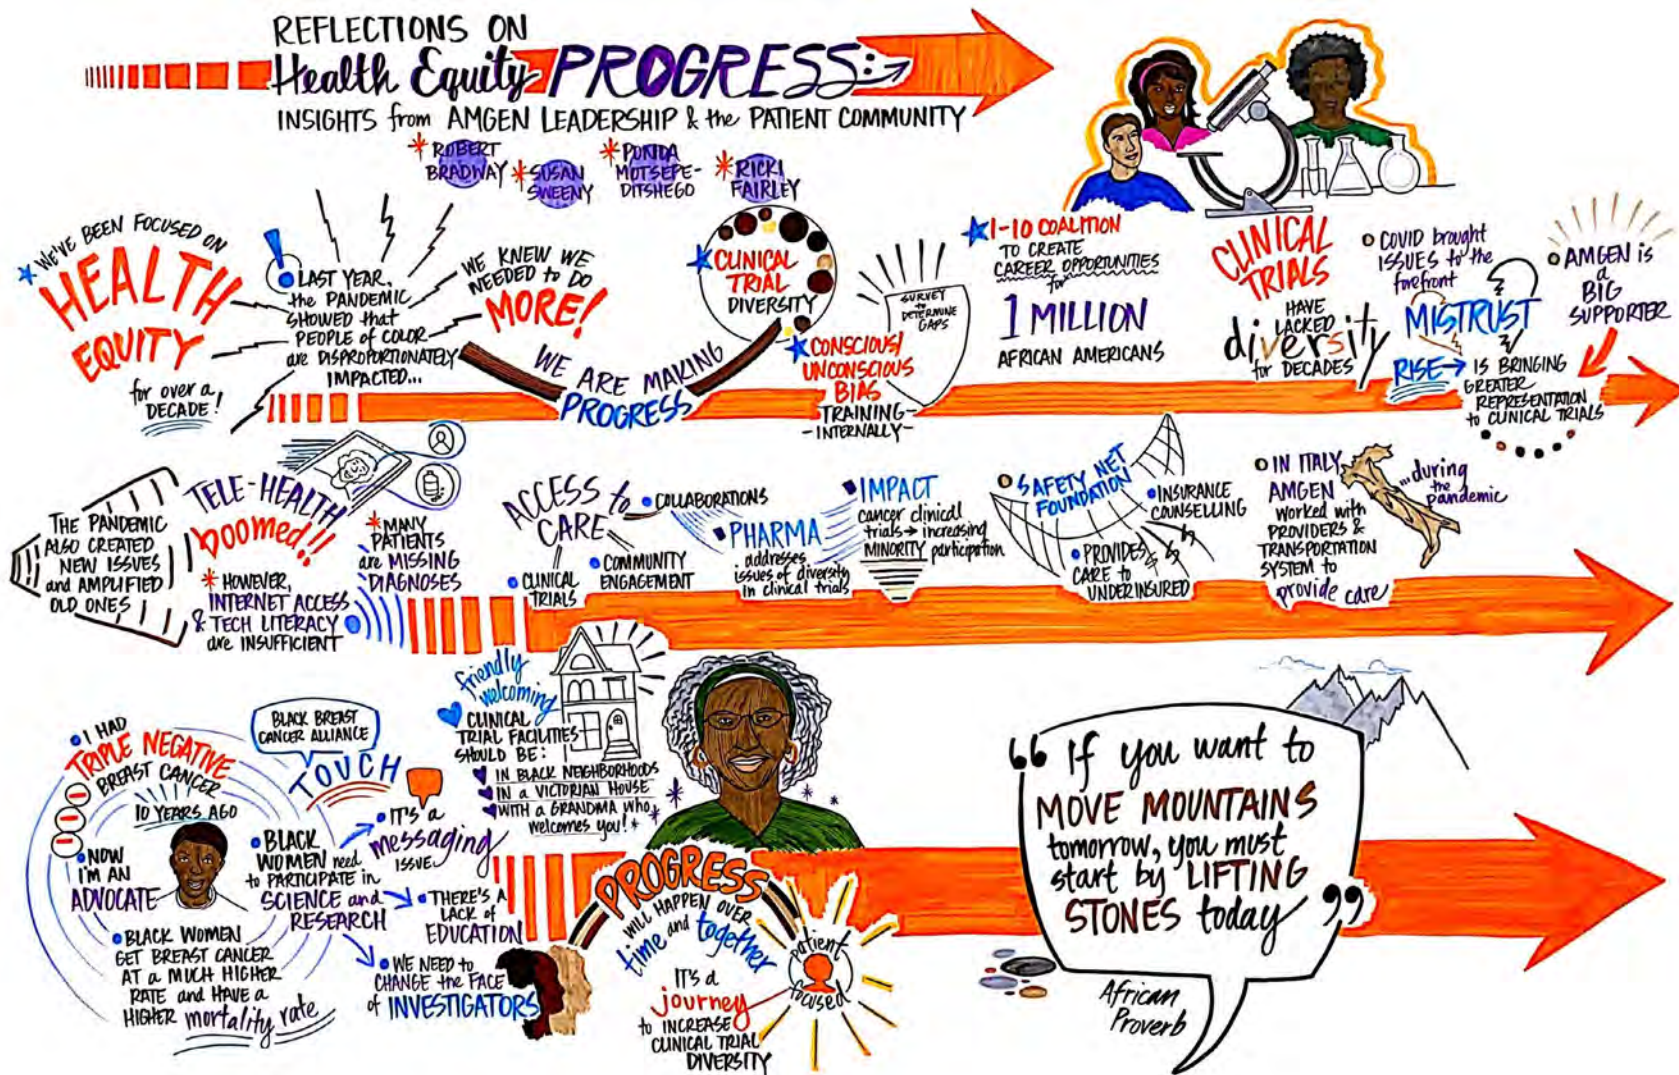 REFLECTIONS ON
Health Equity PROGRESS:
INSIGHTS from AMGEN LEADERSHIP & the PATIENT COMMUNITY
ROBERT
BRADWAY
SUSAN
SWEENY
PONDA
MOTSEPE-
DITSHEGO
RICKI
FAIRLEY
WE'VE BEEN FOCUSED ON
HEALTH
EQUITY
for over a
DECADE!
LAST YEAR,
the PANDEMIC
SHOWED that
PEOPLE of COLOR
are DISPROPORTIONATELY
IMPACTED...
WE KNEW WE
NEEDED to DO
MORE!
WE ARE MAKING
PROGRESS
CLINICAL
TRIAL
DIVERSITY
CONSCIOUS/
UNCONSCIOUS
BIAS
-TRAINING-
-INTERNALLY-
SURVEY
to
DETERMINE
GAPS
1-10 COALITION
TO CREATE
CAREER OPPORTUNITIES
for
1 MILLION
AFRICAN AMERICANS
CLINICAL
TRIALS
HAVE
LACKED
diversity
for DECADES
COVID brought
ISSUES to the
forefront
MISTRUST
RISE → IS BRINGING
GREATER
REPRESENTATION
to CLINICAL TRIALS
AMGEN IS
a
BIG
SUPPORTER
THE PANDEMIC
ALSO CREATED
NEW ISSUES
and AMPLIFIED
OLD ONES
TELE-HEALTH
boomed!!
HOWEVER,
INTERNET ACCESS
& TECH LITERACY
are INSUFFICIENT
MANY
PATIENTS
are MISSING
DIAGNOSES
ACCESS to
CARE
CLINICAL
TRIALS
COMMUNITY
ENGAGEMENT
COLLABORATIONS
PHARMA
addresses
issues of diversity
in clinical trials
IMPACT
cancer clinical
trials → increasing
MINORITY participation
SAFETY NET
FOUNDATION
PROVIDES
CARE to
UNDERINSURED
INSURANCE
COUNSELLING
IN ITALY,
AMGEN
worked with
PROVIDERS &
TRANSPORTATION
SYSTEM to
provide care
...during
the
pandemic
I HAD
TRIPLE NEGATIVE
BREAST CANCER
10 YEARS AGO
NOW
I'M AN
ADVOCATE
BLACK WOMEN
GET BREAST CANCER
AT a MUCH HIGHER
RATE and HAVE a
HIGHER mortality rate
BLACK BREAST
CANCER ALLIANCE
TOUCH
BLACK
WOMEN need
to PARTICIPATE in
SCIENCE and
RESEARCH
IT'S a
messaging
ISSUE
THERE'S A
LACK of
EDUCATION
WE NEED to
CHANGE the FACE
of INVESTIGATORS
friendly
welcoming
CLINICAL
TRIAL FACILITIES
SHOULD BE:
IN BLACK NEIGHBORHOODS
IN a VICTORIAN HOUSE
WITH a GRANDMA who
welcomes you!
PROGRESS
WILL HAPPEN OVER
time and together
IT'S a
journey
to INCREASE
CLINICAL TRIAL
DIVERSITY
patient
focused
“If you want to
MOVE MOUNTAINS
tomorrow, you must
start by LIFTING
STONES today”
African
Proverb